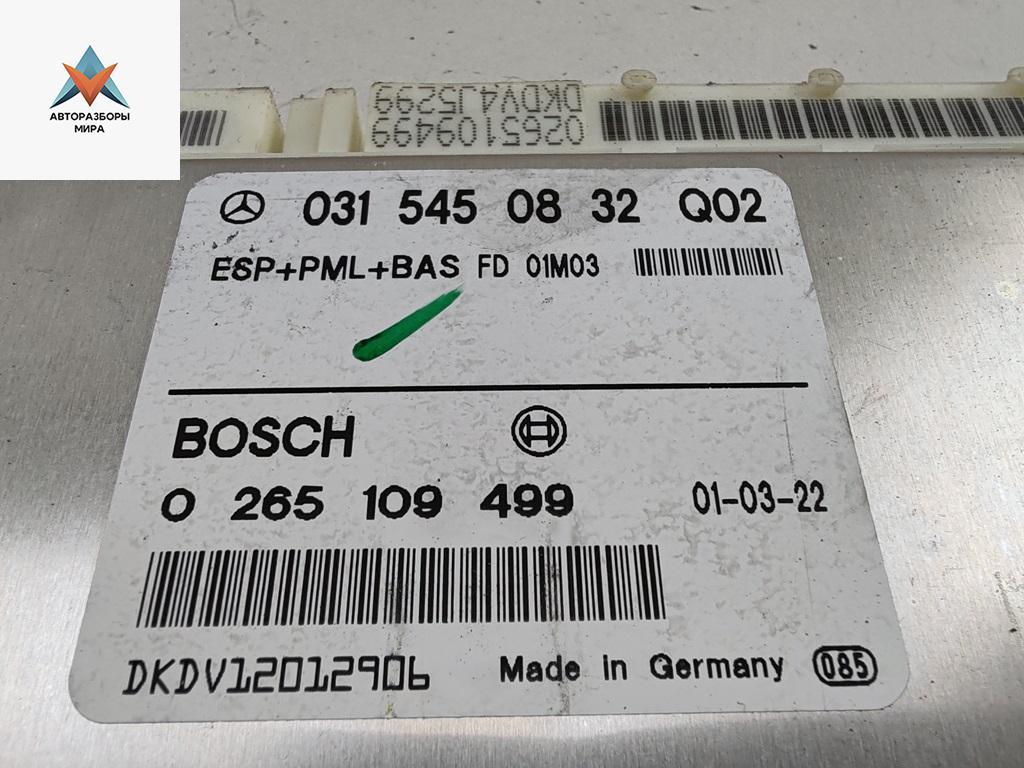 АВТОРАЗБОРЫ
МИРА
DKDV4J5299
0265109499
031 545 08 32 Q02
ESP+PML+BAS FD 01M03
BOSCH
0 265 109 499 01-03-22
DKDV12012906 Made in Germany 085